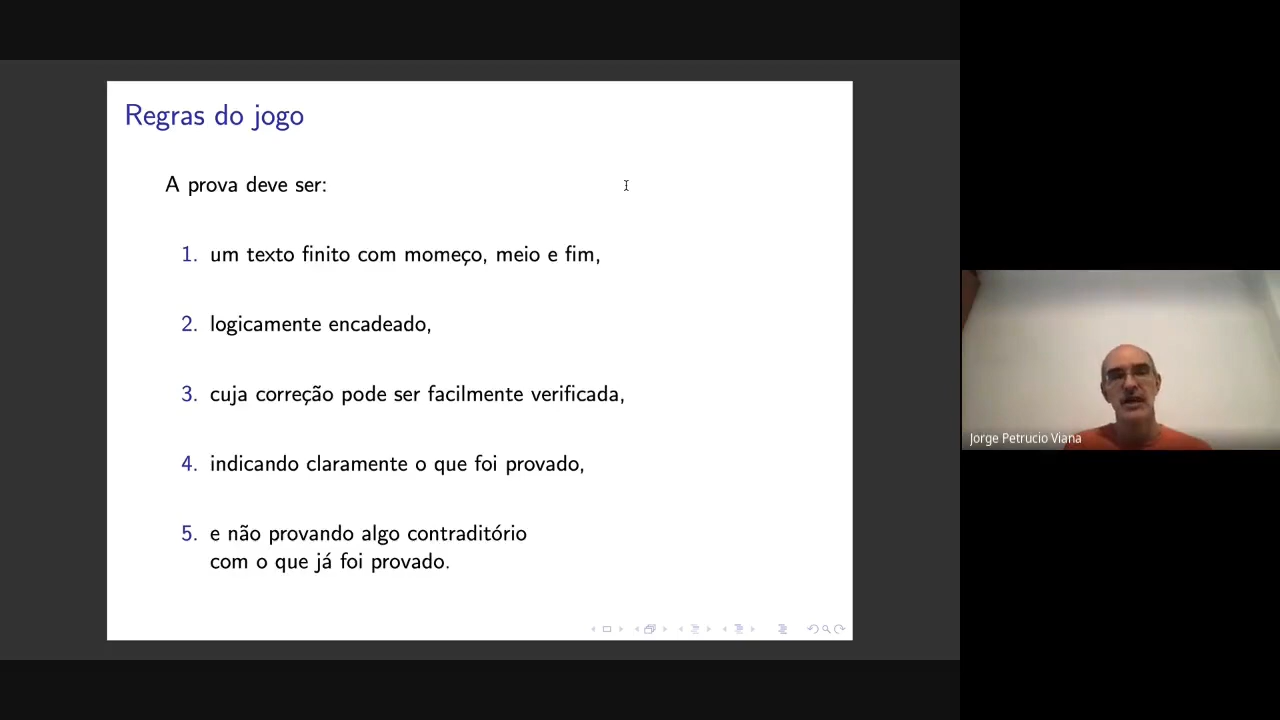 Regras do jogo
A prova deve ser:
1. um texto finito com momeço, meio e fim,
2. logicamente encadeado,
3. cuja correção pode ser facilmente verificada,
4. indicando claramente o que foi provado,
5. e não provando algo contraditório
com o que já foi provado.
Jorge Petrucio Viana